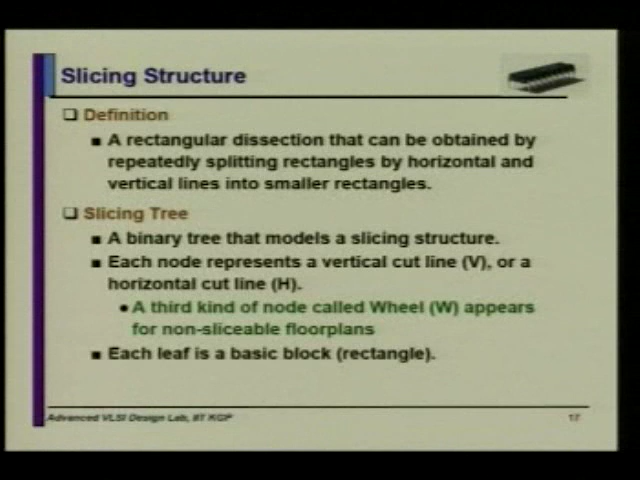 Slicing Structure
Definition
A rectangular dissection that can be obtained by
repeatedly splitting rectangles by horizontal and
vertical lines into smaller rectangles.
Slicing Tree
A binary tree that models a slicing structure.
Each node represents a vertical cut line (V), or a
horizontal cut line (H).
A third kind of node called Wheel (W) appears
for non-sliceable floorplans
Each leaf is a basic block (rectangle).
Advanced VLSI Design Lab, IIT KGP
17